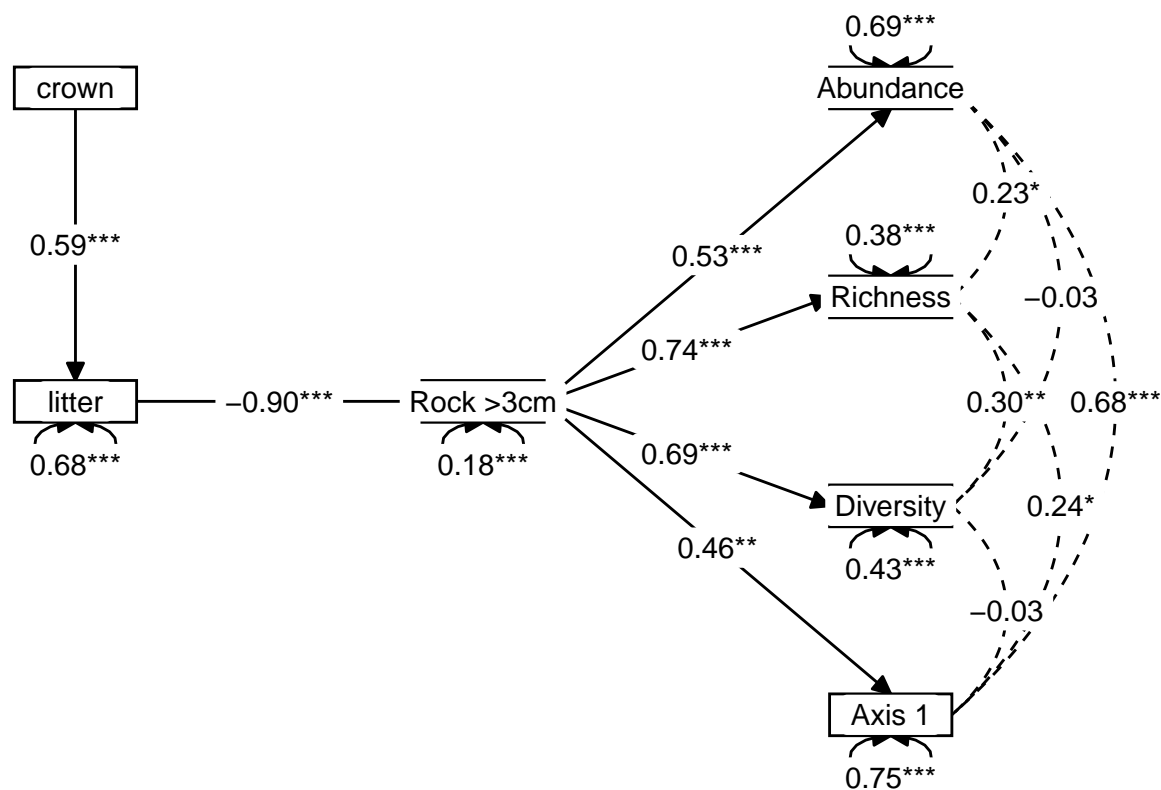 0.69***
crown
Abundance
0.23*
0.59***
0.38***
0.53***
Richness
−0.03
0.74***
litter
−0.90***
Rock >3cm
0.30**
0.68***
0.68***
0.18***
0.69***
Diversity
0.24*
0.46**
0.43***
−0.03
Axis 1
0.75***